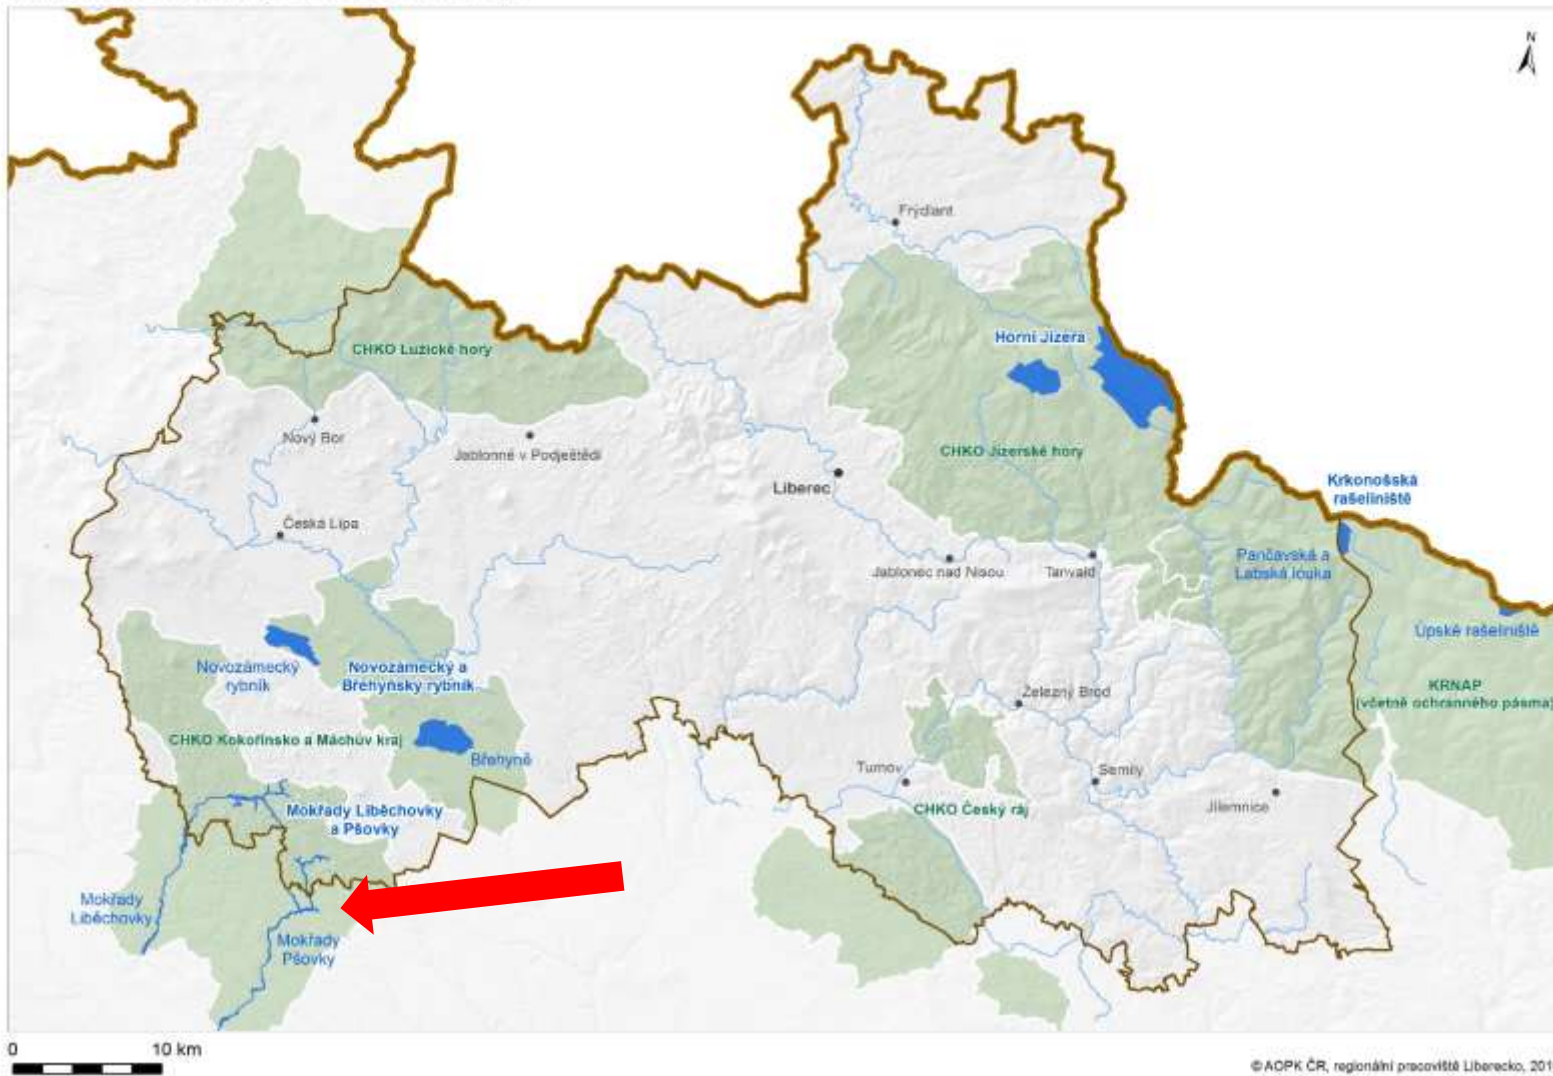 N
Frýdlant
Horní Jizera
CHKO Lužické hory
Nový Bor
Jablonné v Podještědí
CHKO Jizerské hory
Liberec
Krkonošská
rašeliniště
Česká Lípa
Pančavská a
Labská louka
Jablonec nad Nisou
Tanvald
Úpské rašeliniště
Novozámecký
rybník
Novozámecký a
Břehyňský rybník
KRNAP
(včetně ochranného pásma)
Železný Brod
CHKO Kokořínsko a Máchův kraj
Břehyně
Turnov
Semily
Jilemnice
CHKO Český ráj
Mokřady Liběchovky
a Pšovky
Mokřady
Liběchovky
Mokřady
Pšovky
0 10 km
© AOPK ČR, regionální pracoviště Liberecko, 201